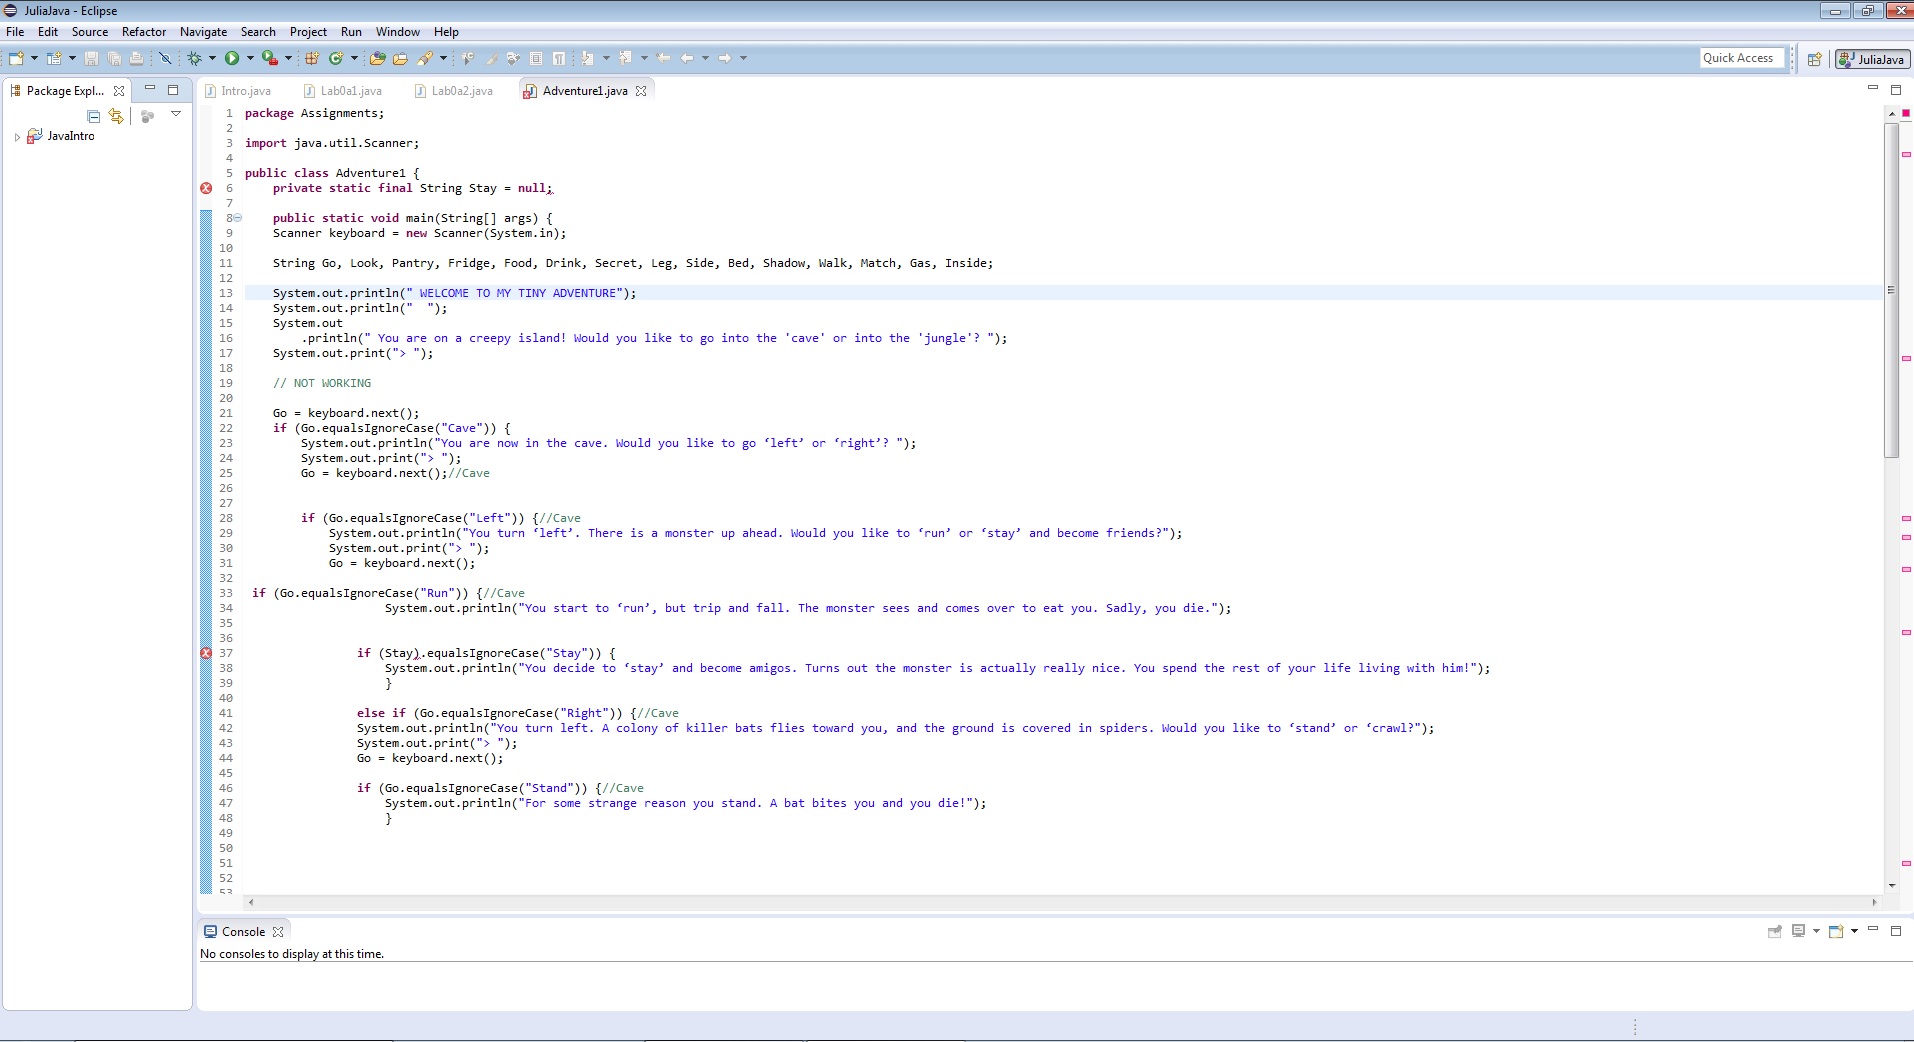 JuliaJava - Eclipse
File Edit Source Refactor Navigate Search Project Run Window Help
Quick Access
JuliaJava
Package Expl...
JavaIntro
Intro.java Lab0a1.java Lab0a2.java Adventure1.java
1 package Assignments;
2
3 import java.util.Scanner;
4
5 public class Adventure1 {
6 private static final String Stay = null;
7
8 public static void main(String[] args) {
9 Scanner keyboard = new Scanner(System.in);
10
11 String Go, Look, Pantry, Fridge, Food, Drink, Secret, Leg, Side, Bed, Shadow, Walk, Match, Gas, Inside;
12
13 System.out.println(" WELCOME TO MY TINY ADVENTURE");
14 System.out.println("  ");
15 System.out
16 .println(" You are on a creepy island! Would you like to go into the 'cave' or into the 'jungle'? ");
17 System.out.print("> ");
18
19 // NOT WORKING
20
21 Go = keyboard.next();
22 if (Go.equalsIgnoreCase("Cave")) {
23 System.out.println("You are now in the cave. Would you like to go ‘left’ or ‘right’? ");
24 System.out.print("> ");
25 Go = keyboard.next();//Cave
26
27
28 if (Go.equalsIgnoreCase("Left")) {//Cave
29 System.out.println("You turn ‘left’. There is a monster up ahead. Would you like to ‘run’ or ‘stay’ and become friends?");
30 System.out.print("> ");
31 Go = keyboard.next();
32
33 if (Go.equalsIgnoreCase("Run")) {//Cave
34 System.out.println("You start to ‘run’, but trip and fall. The monster sees and comes over to eat you. Sadly, you die.");
35
36
37 if (Stay).equalsIgnoreCase("Stay")) {
38 System.out.println("You decide to ‘stay’ and become amigos. Turns out the monster is actually really nice. You spend the rest of your life living with him!");
39 }
40
41 else if (Go.equalsIgnoreCase("Right")) {//Cave
42 System.out.println("You turn left. A colony of killer bats flies toward you, and the ground is covered in spiders. Would you like to ‘stand’ or ‘crawl?");
43 System.out.print("> ");
44 Go = keyboard.next();
45
46 if (Go.equalsIgnoreCase("Stand")) {//Cave
47 System.out.println("For some strange reason you stand. A bat bites you and you die!");
48 }
49
50
51
52
53
Console
No consoles to display at this time.